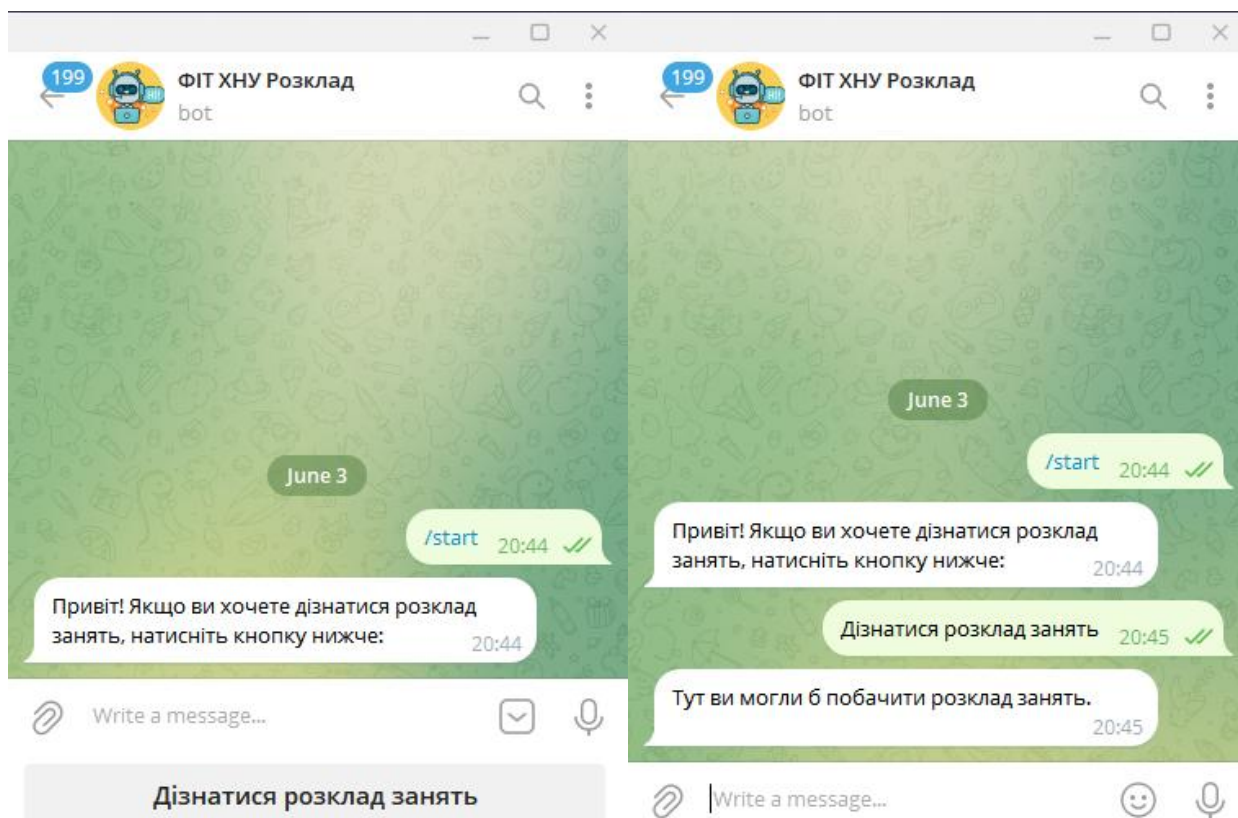 199
ФІТ ХНУ Розклад
bot
June 3
/start 20:44
Привіт! Якщо ви хочете дізнатися розклад
занять, натисніть кнопку нижче: 20:44
Write a message...
Дізнатися розклад занять
199
ФІТ ХНУ Розклад
bot
June 3
/start 20:44
Привіт! Якщо ви хочете дізнатися розклад
занять, натисніть кнопку нижче: 20:44
Дізнатися розклад занять 20:45
Тут ви могли б побачити розклад занять.
20:45
Write a message...